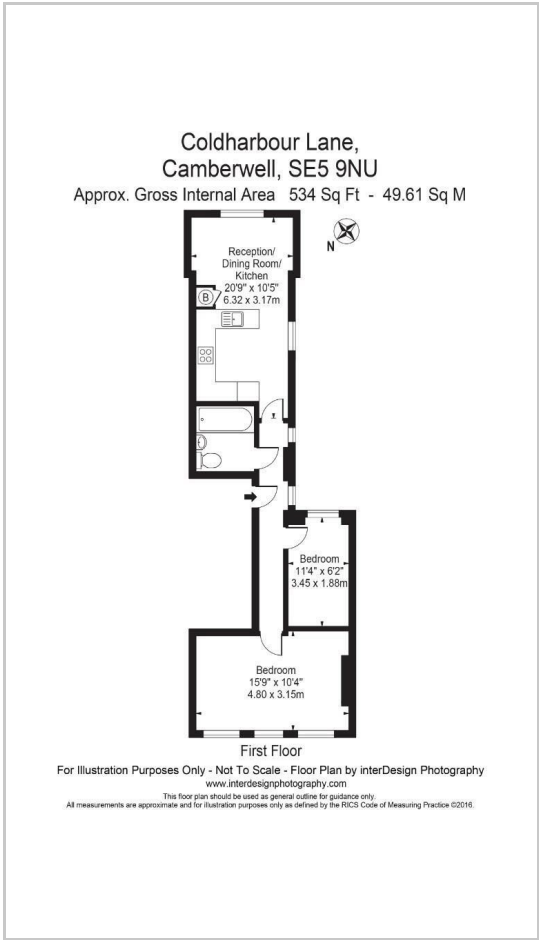 Coldharbour Lane,
Camberwell, SE5 9NU
Approx. Gross Internal Area 534 Sq Ft - 49.61 Sq M
N
Reception/
Dining Room/
Kitchen
20'9" x 10'5"
6.32 x 3.17m
B
Bedroom
11'4" x 6'2"
3.45 x 1.88m
Bedroom
15'9" x 10'4"
4.80 x 3.15m
First Floor
For Illustration Purposes Only - Not To Scale - Floor Plan by interDesign Photography
www.interdesignphotography.com
This floor plan should be used as general outline for guidance only.
All measurements are approximate and for illustration purposes only as defined by the RICS Code of Measuring Practice ©2016.